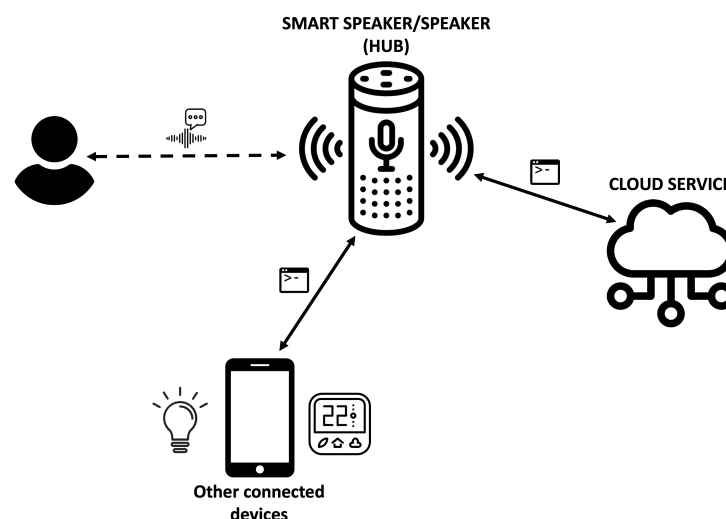 SMART SPEAKER/SPEAKER
(HUB)
>-
CLOUD SERVICE
>-
22
Other connected
devices